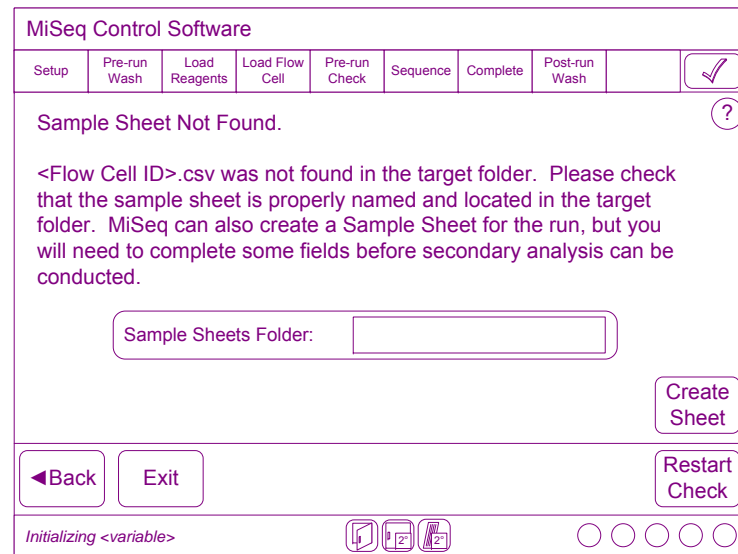 MiSeq Control Software
Setup
Pre-run
Wash
Load
Reagents
Load Flow
Cell
Pre-run
Check
Sequence
Complete
Post-run
Wash
?
Sample Sheet Not Found.
<Flow Cell ID>.csv was not found in the target folder.  Please check
that the sample sheet is properly named and located in the target
folder.  MiSeq can also create a Sample Sheet for the run, but you
will need to complete some fields before secondary analysis can be
conducted.
Sample Sheets Folder:
Create
Sheet
◄Back
Exit
Restart
Check
Initializing <variable>
2°
2°